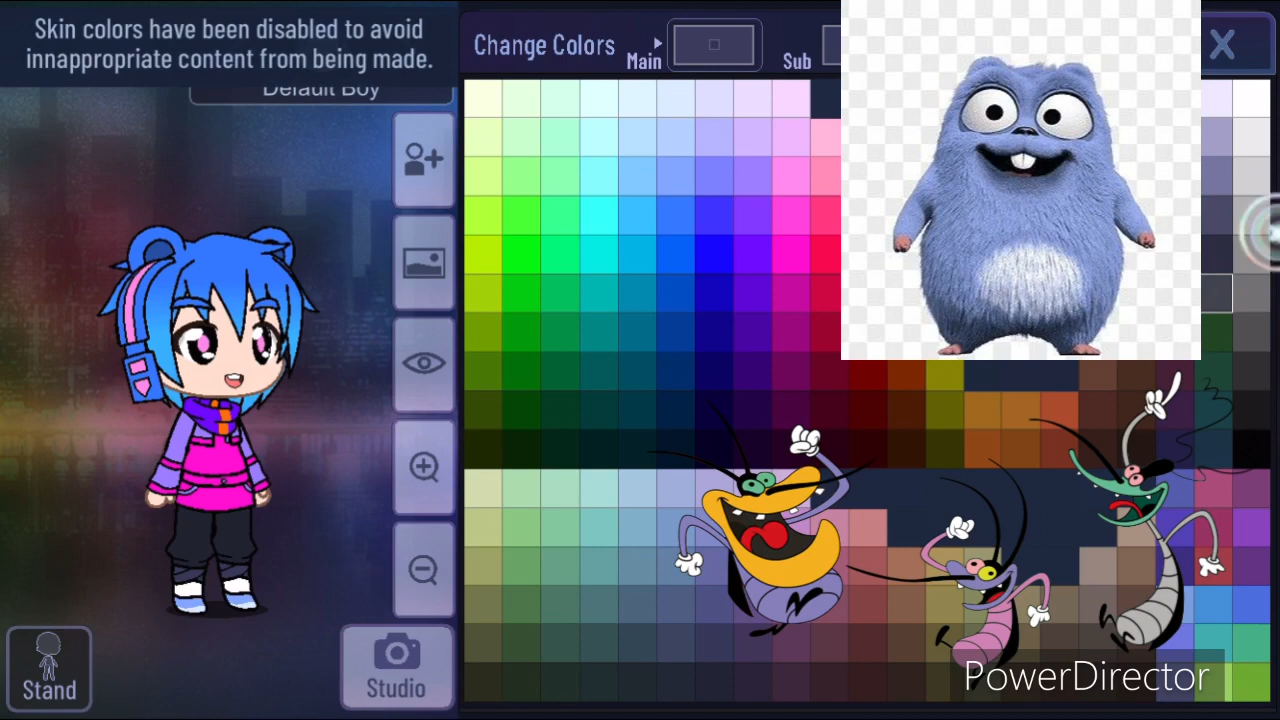 Skin colors have been disabled to avoid
innappropriate content from being made.
Default Boy
Change Colors
Main
Sub
X
Stand
Studio
PowerDirector